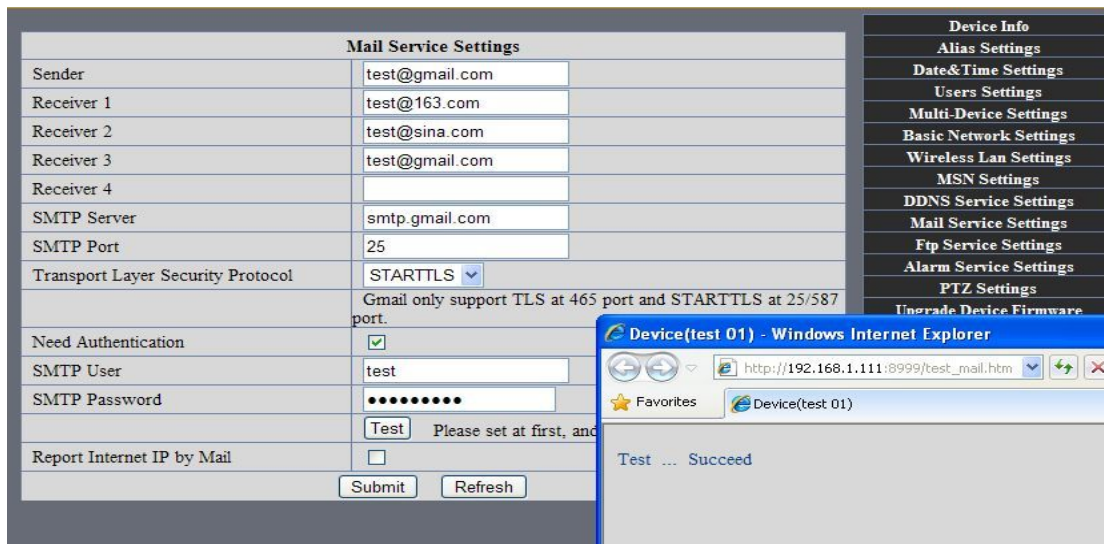 Mail Service Settings
Sender test@gmail.com
Receiver 1 test@163.com
Receiver 2 test@sina.com
Receiver 3 test@gmail.com
Receiver 4
SMTP Server smtp.gmail.com
SMTP Port 25
Transport Layer Security Protocol STARTTLS
Gmail only support TLS at 465 port and STARTTLS at 25/587
port.
Need Authentication
SMTP User test
SMTP Password •••••••••
Test Please set at first, and
Report Internet IP by Mail
Submit Refresh
Device Info
Alias Settings
Date&Time Settings
Users Settings
Multi-Device Settings
Basic Network Settings
Wireless Lan Settings
MSN Settings
DDNS Service Settings
Mail Service Settings
Ftp Service Settings
Alarm Service Settings
PTZ Settings
Upgrade Device Firmware
Device(test 01) - Windows Internet Explorer
http://192.168.1.111:8999/test_mail.htm
Favorites Device(test 01)
Test ... Succeed